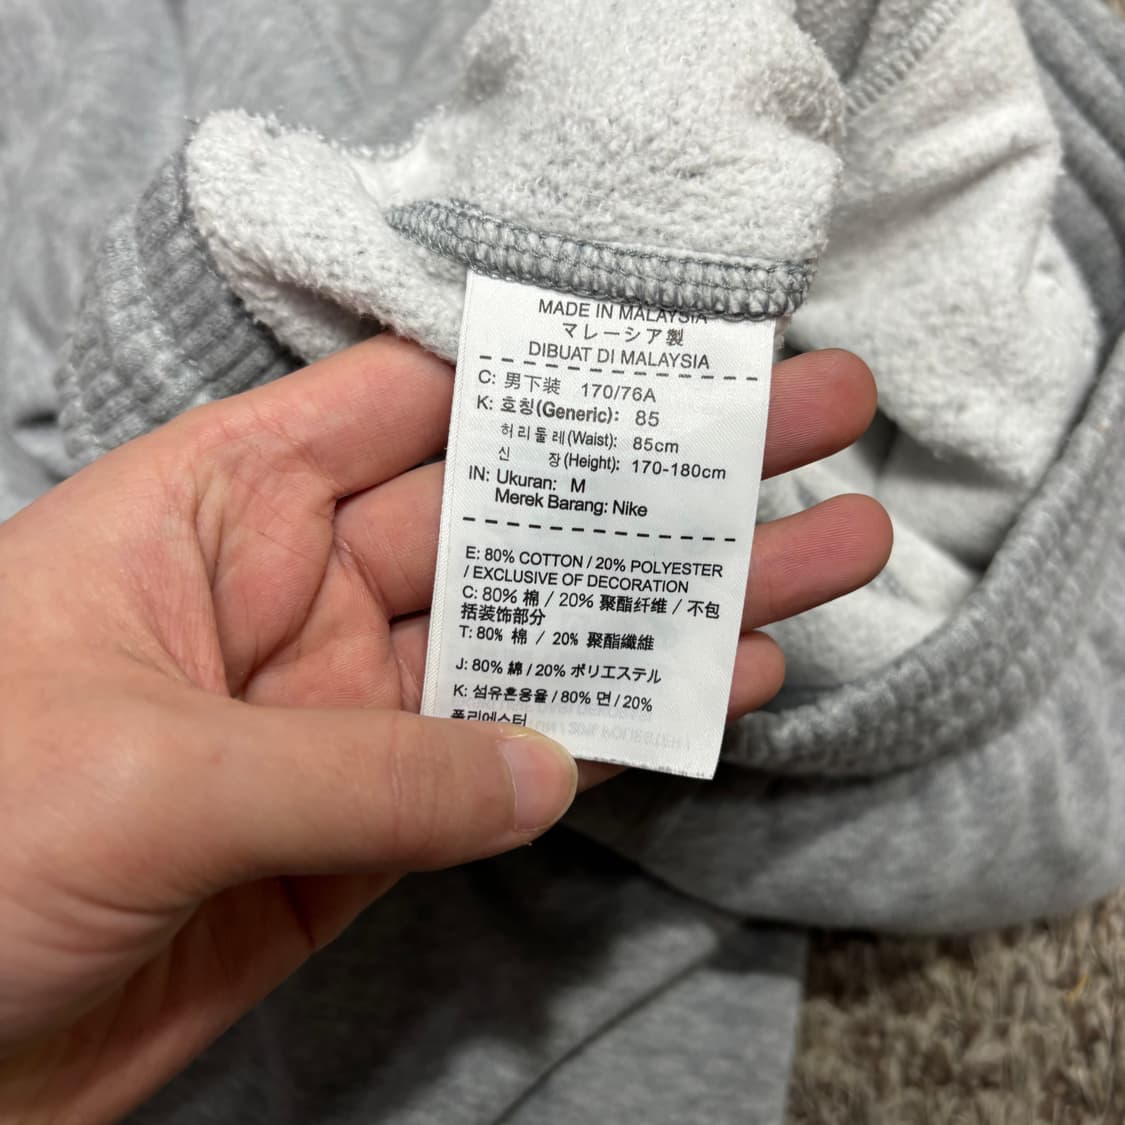 MADE IN MALAYSIA
マレーシア製
DIBUAT DI MALAYSIA
C: 男下装 170/76A
K: 호칭(Generic): 85
허리둘레(Waist): 85cm
신 장(Height): 170-180cm
IN: Ukuran: M
Merek Barang: Nike
E: 80% COTTON / 20% POLYESTER
/ EXCLUSIVE OF DECORATION
C: 80% 棉 / 20% 聚酯纤维 / 不包
括装饰部分
T: 80% 棉 / 20% 聚酯纖維
J: 80% 綿 / 20% ポリエステル
K: 섬유혼용율 / 80% 면 / 20%
폴리에스터